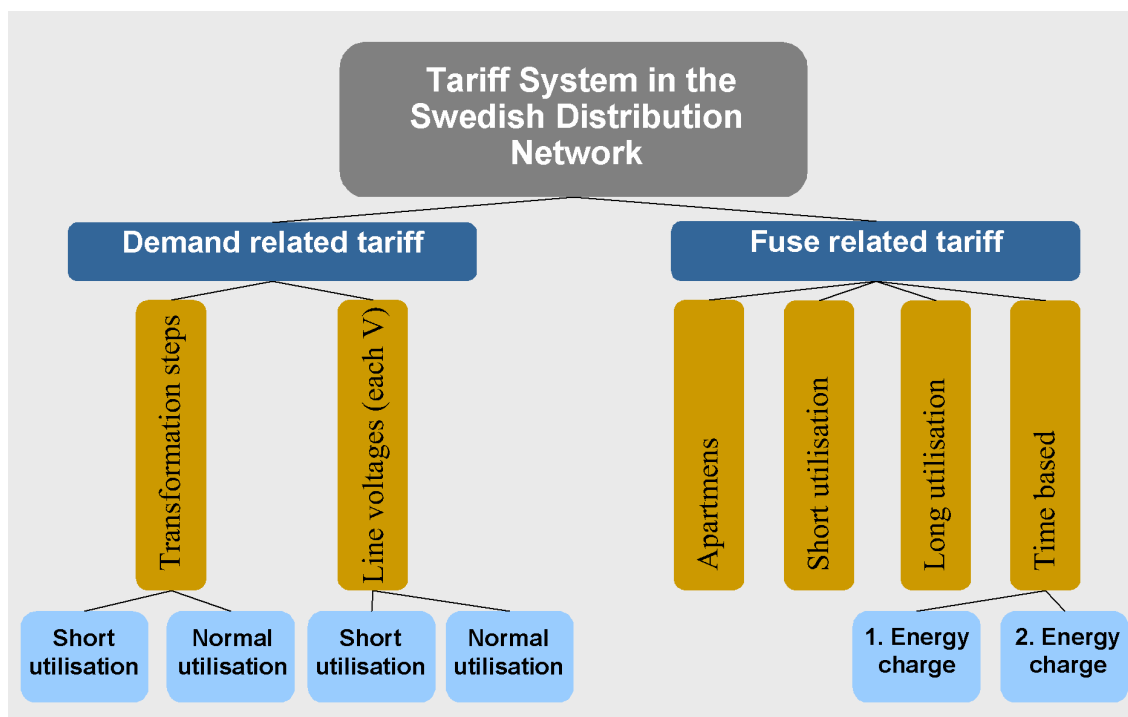 Tariff System in the
Swedish Distribution
Network
Demand related tariff
Fuse related tariff
Transformation steps
Line voltages (each V)
Apartmens
Short utilisation
Long utilisation
Time based
Short
utilisation
Normal
utilisation
Short
utilisation
Normal
utilisation
1. Energy
charge
2. Energy
charge